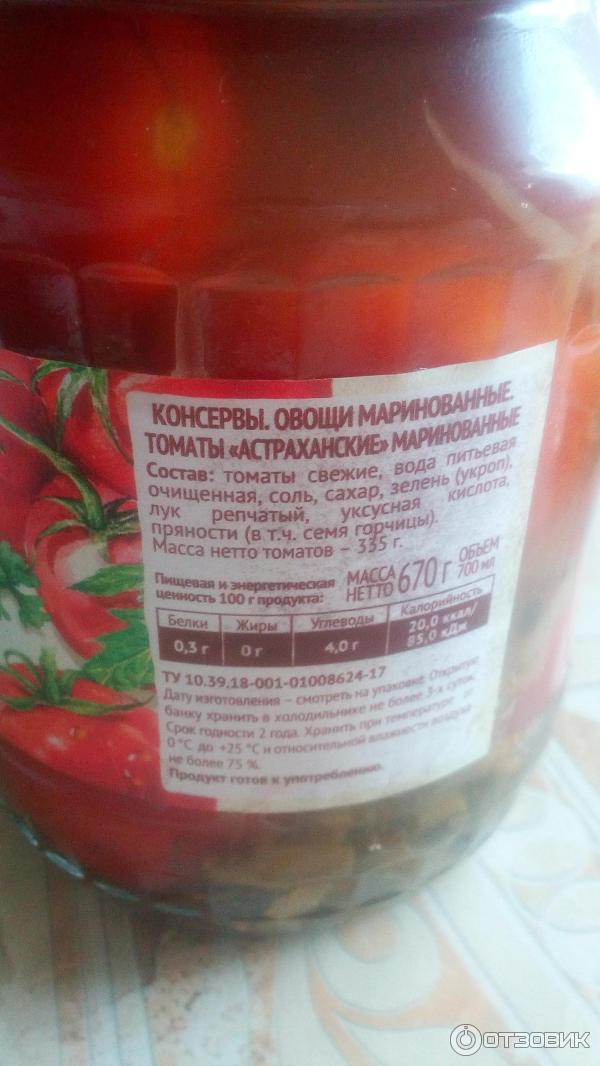 КОНСЕРВЫ. ОВОЩИ МАРИНОВАННЫЕ.
ТОМАТЫ «АСТРАХАНСКИЕ» МАРИНОВАННЫЕ
Состав: томаты свежие, вода питьевая
очищенная, соль, сахар, зелень (укроп),
лук репчатый, уксусная кислота,
пряности (в т.ч. семя горчицы).
Масса нетто томатов – 335 г.
Пищевая и энергетическая
ценность 100 г продукта:
МАССА НЕТТО 670 г ОБЪЕМ 700 мл
Белки Жиры Углеводы Калорийность
0,3 г 0 г 4,0 г 20,0 ккал/ 85,0 кДж
ТУ 10.39.18-001-01008624-17
Дату изготовления – смотреть на упаковке. Открытую
банку хранить в холодильнике не более 3-х суток.
Срок годности 2 года. Хранить при температуре от
0 °С до +25 °С и относительной влажности воздуха
не более 75 %.
Продукт готов к употреблению.
ОТЗОВИК